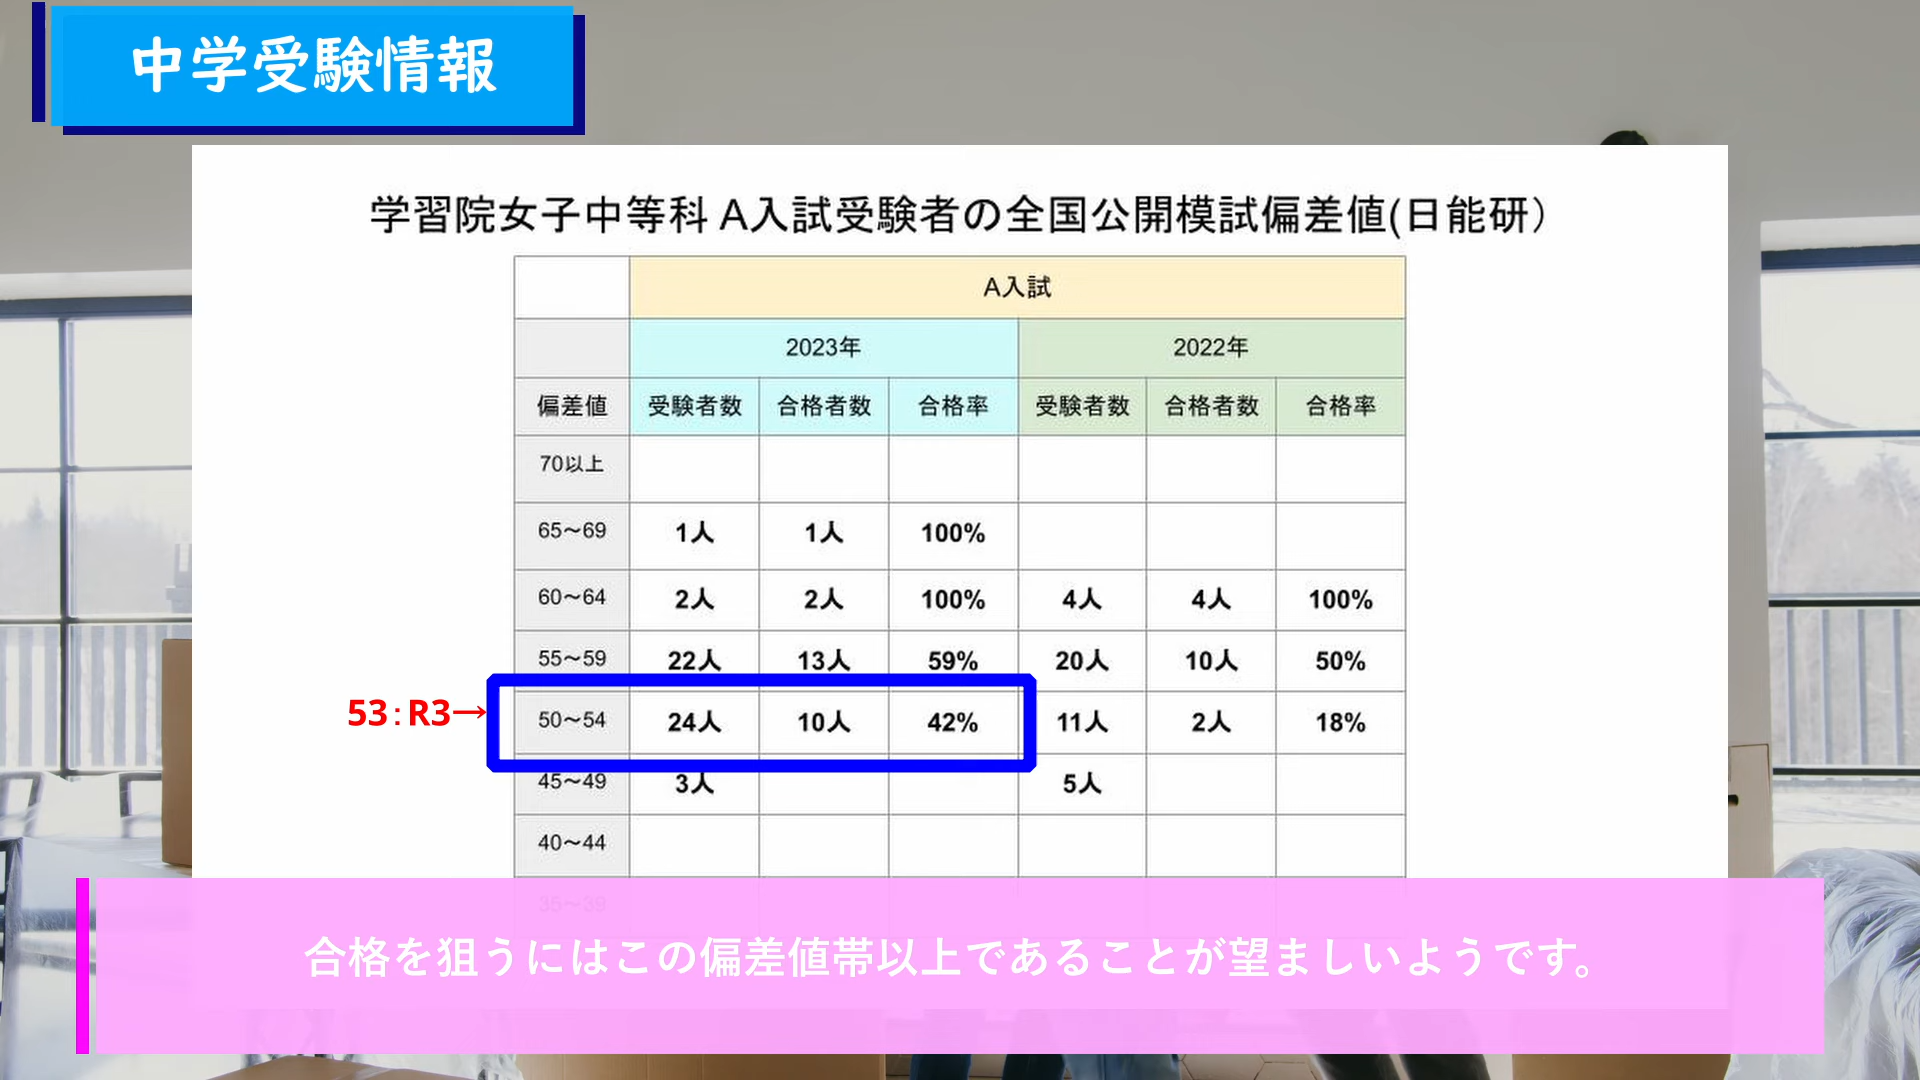 中学受験情報
学習院女子中等科 A入試受験者の全国公開模試偏差値(日能研）
A入試
2023年 2022年
偏差値 受験者数 合格者数 合格率 受験者数 合格者数 合格率
70以上
65〜69 1人 1人 100%
60〜64 2人 2人 100% 4人 4人 100%
55〜59 22人 13人 59% 20人 10人 50%
53：R3→ 50〜54 24人 10人 42% 11人 2人 18%
45〜49 3人 5人
40〜44
35〜39
合格を狙うにはこの偏差値帯以上であることが望ましいようです。